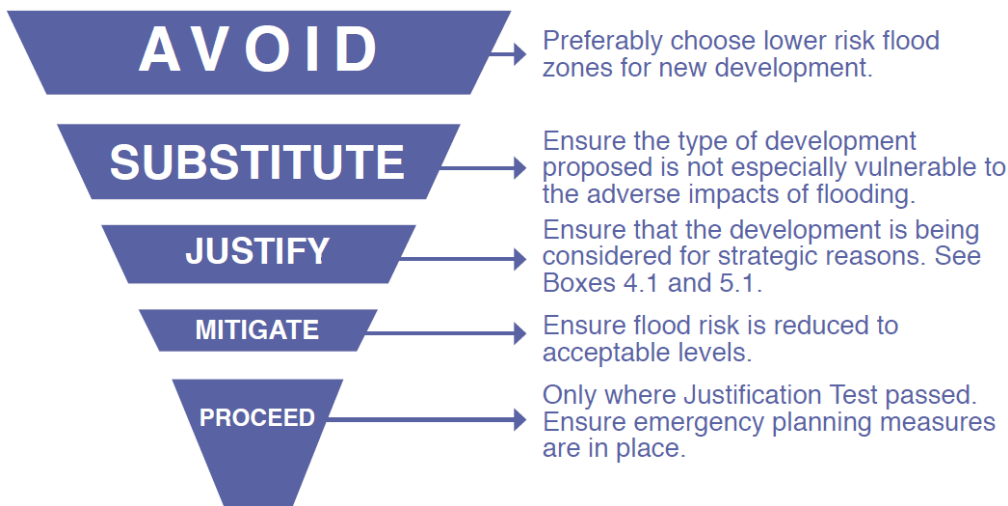 AVOID
Preferably choose lower risk flood
zones for new development.
SUBSTITUTE
Ensure the type of development
proposed is not especially vulnerable to
the adverse impacts of flooding.
JUSTIFY
Ensure that the development is being
considered for strategic reasons. See
Boxes 4.1 and 5.1.
MITIGATE
Ensure flood risk is reduced to
acceptable levels.
PROCEED
Only where Justification Test passed.
Ensure emergency planning measures
are in place.